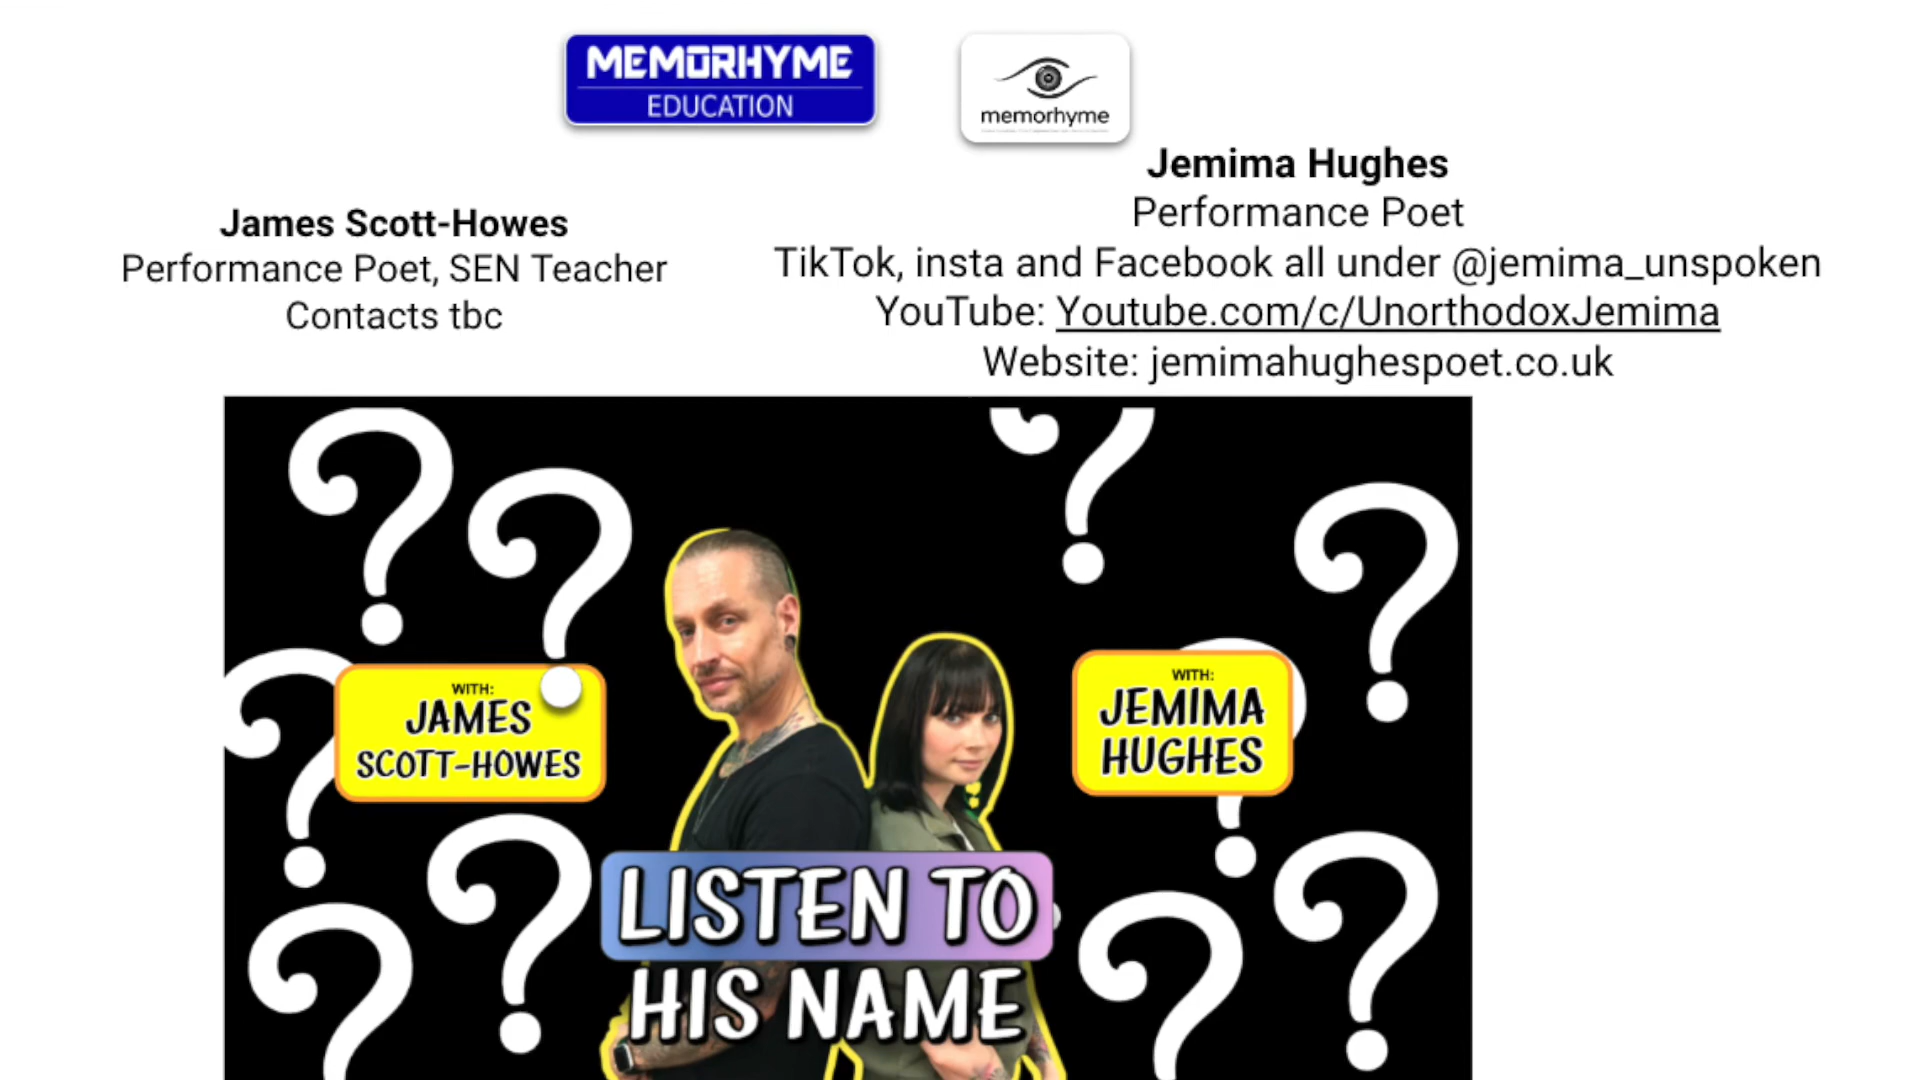 MEMORHYME
EDUCATION
memorhyme
James Scott-Howes
Performance Poet, SEN Teacher
Contacts tbc
Jemima Hughes
Performance Poet
TikTok, insta and Facebook all under @jemima_unspoken
YouTube: Youtube.com/c/UnorthodoxJemima
Website: jemimahughespoet.co.uk
WITH:
JAMES
SCOTT-HOWES
WITH:
JEMIMA
HUGHES
LISTEN TO
HIS NAME